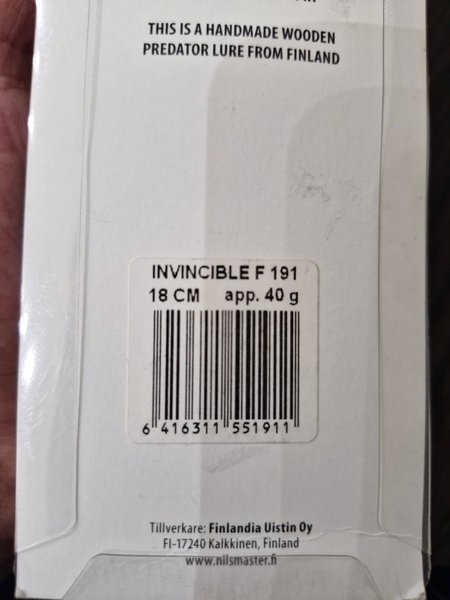 THIS IS A HANDMADE WOODEN
PREDATOR LURE FROM FINLAND
INVINCIBLE F 191
18 CM app. 40 g
6 416311 551911
Tillverkare: Finlandia Uistin Oy
FI-17240 Kalkkinen, Finland
www.nilsmaster.fi